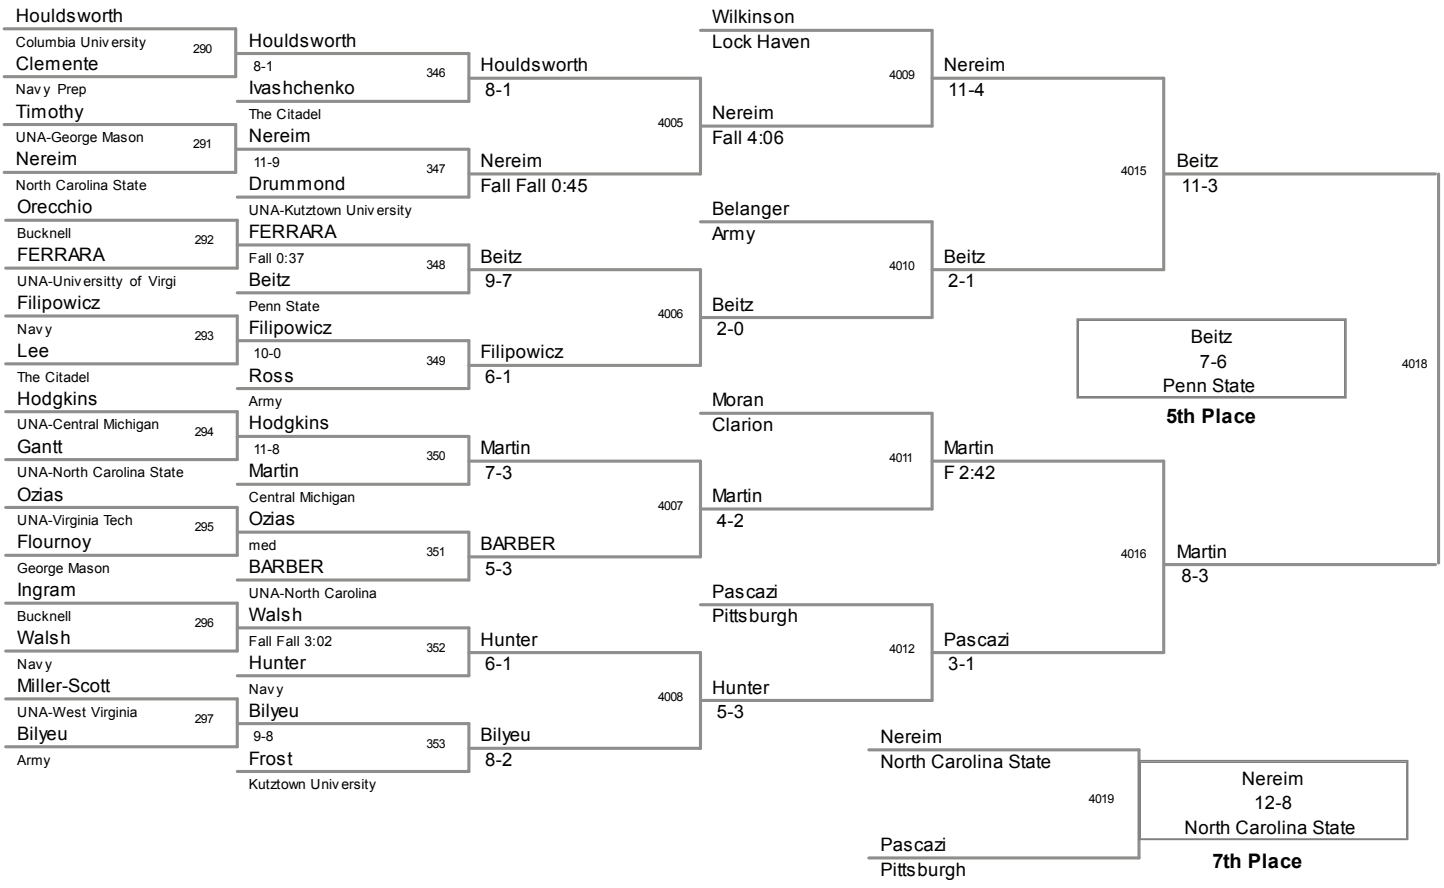 Houldsworth
Columbia University
290
Clemente
Navy Prep
Timothy
UNA-George Mason
291
Nereim
North Carolina State
Orecchio
Bucknell
292
FERRARA
UNA-Universitty of Virgi
Filipowicz
Navy
293
Lee
The Citadel
Hodgkins
UNA-Central Michigan
294
Gantt
UNA-North Carolina State
Ozias
UNA-Virginia Tech
295
Flournoy
George Mason
Ingram
Bucknell
296
Walsh
Navy
Miller-Scott
UNA-West Virginia
297
Bilyeu
Army
Houldsworth
8-1
346
Ivashchenko
The Citadel
Nereim
11-9
347
Drummond
UNA-Kutztown University
FERRARA
Fall 0:37
348
Beitz
Penn State
Filipowicz
10-0
349
Ross
Army
Hodgkins
11-8
350
Martin
Central Michigan
Ozias
med
351
BARBER
UNA-North Carolina
Walsh
Fall Fall 3:02
352
Hunter
Navy
Bilyeu
9-8
353
Frost
Kutztown University
Houldsworth
8-1
4005
Nereim
Fall Fall 0:45
Beitz
9-7
4006
Filipowicz
6-1
Martin
7-3
4007
BARBER
5-3
Hunter
6-1
4008
Bilyeu
8-2
Wilkinson
Lock Haven
4009
Nereim
Fall 4:06
Belanger
Army
4010
Beitz
2-0
Moran
Clarion
4011
Martin
4-2
Pascazi
Pittsburgh
4012
Hunter
5-3
Nereim
11-4
4015
Beitz
2-1
Martin
F 2:42
4016
Pascazi
3-1
Beitz
11-3
4018
Martin
8-3
Beitz
7-6
Penn State
5th Place
Nereim
North Carolina State
4019
Pascazi
Pittsburgh
Nereim
12-8
North Carolina State
7th Place